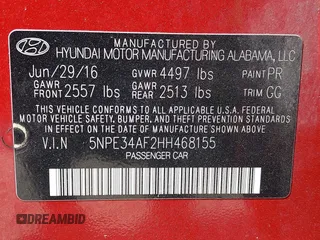 MANUFACTURED BY
HYUNDAI MOTOR MANUFACTURING ALABAMA, LLC
Jun/29/16 GVWR 4497 lbs PAINT PR
GAWR FRONT 2557 lbs GAWR REAR 2513 lbs TRIM GG
THIS VEHICLE CONFORMS TO ALL APPLICABLE U.S.A. FEDERAL
MOTOR VEHICLE SAFETY, BUMPER, AND THEFT PREVENTION
STANDARDS IN EFFECT ON THE DATE OF MANUFACTURE SHOWN
ABOVE.
V.I.N 5NPE34AF2HH468155
PASSENGER CAR
DREAMBID